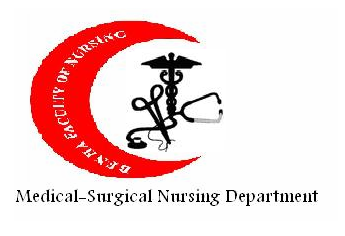 BENHA FACULTY OF NURSING
Medical-Surgical Nursing Department